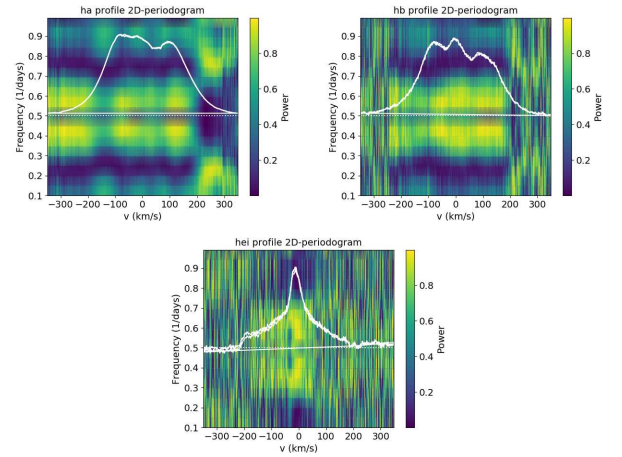 ha profile 2D-periodogram
Frequency (1/days)
0.9
0.8
0.7
0.6
0.5
0.4
0.3
0.2
0.1
−300 −200 −100 0 100 200 300
v (km/s)
0.8
0.6
0.4
0.2
Power
hb profile 2D-periodogram
Frequency (1/days)
0.9
0.8
0.7
0.6
0.5
0.4
0.3
0.2
0.1
−300 −200 −100 0 100 200 300
v (km/s)
0.8
0.6
0.4
0.2
Power
hei profile 2D-periodogram
Frequency (1/days)
0.9
0.8
0.7
0.6
0.5
0.4
0.3
0.2
0.1
−300 −200 −100 0 100 200 300
v (km/s)
0.8
0.6
0.4
0.2
Power